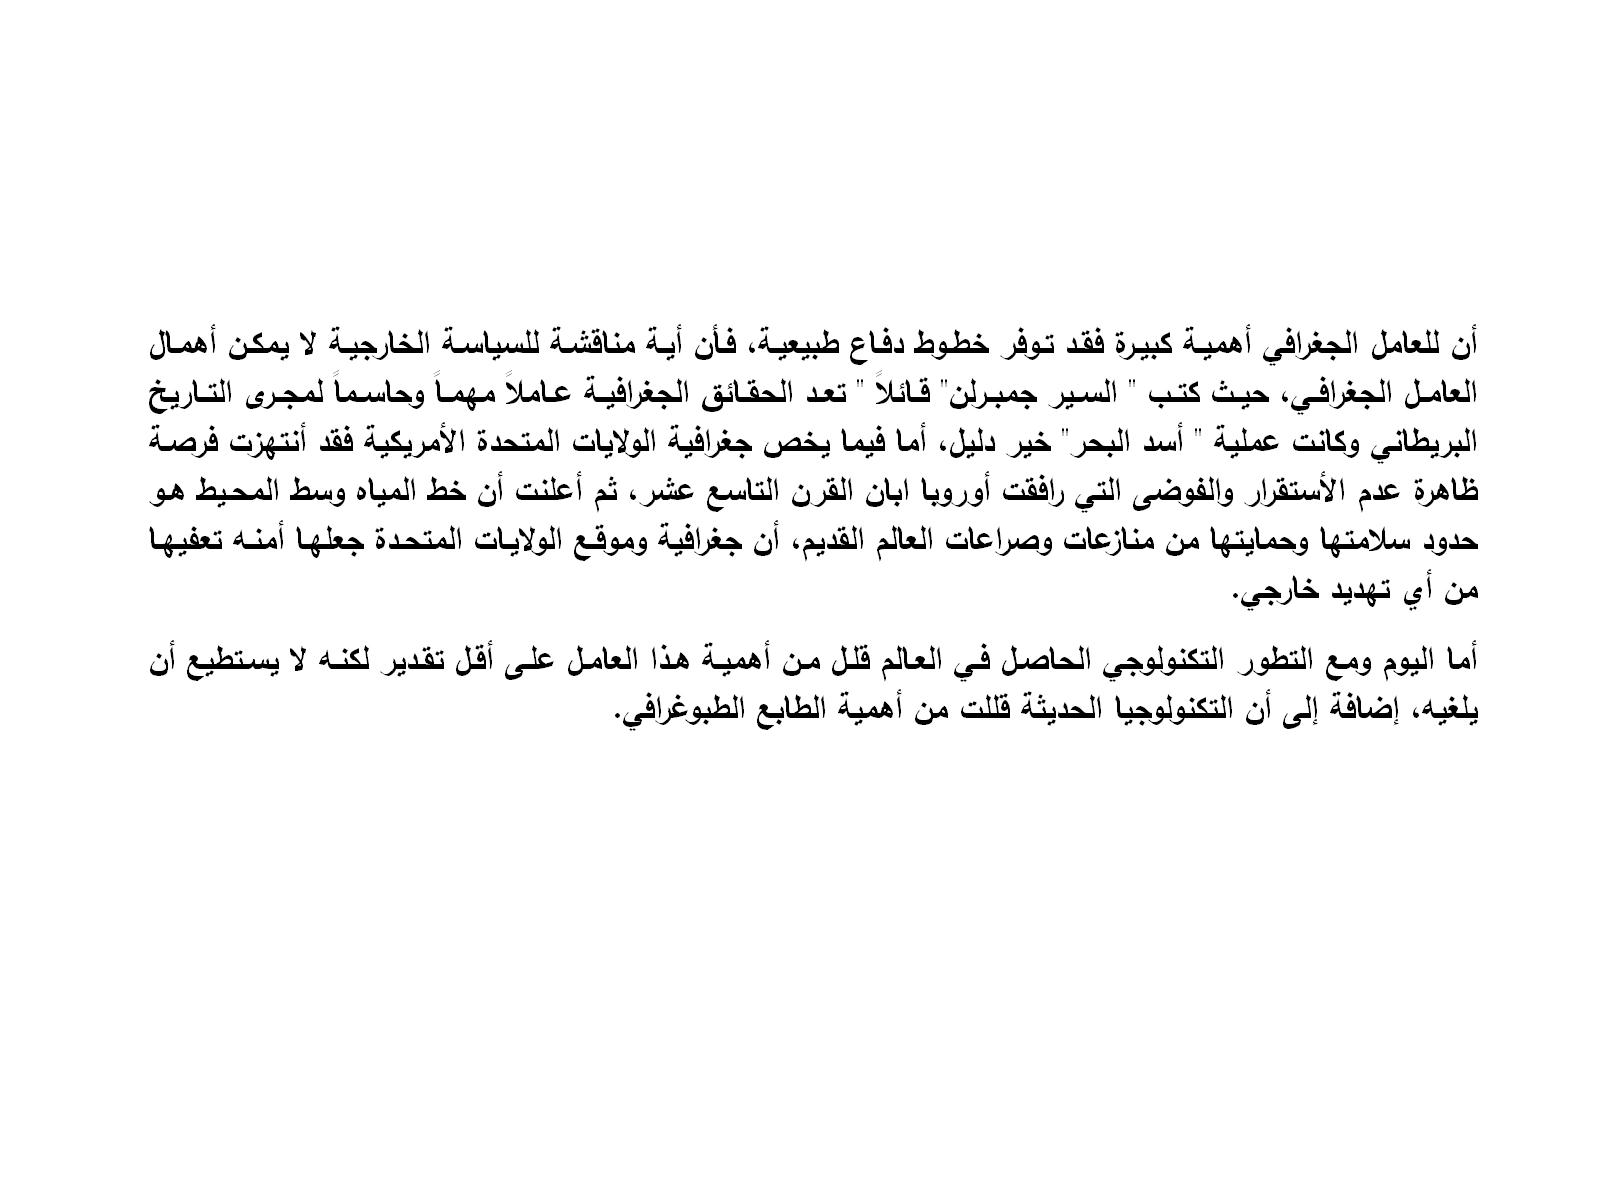 أن للعامل الجغرافي أهمية كبيرة فقد توفر خطوط دفاع طبيعية، فأن أية مناقشة للسياسة الخارجية لا يمكن أهمال
العامل الجغرافي، حيث كتب " السير جمبرلن" قائلاً " تعد الحقائق الجغرافية عاملاً مهماً وحاسماً لمجرى التاريخ
البريطاني وكانت عملية " أسد البحر" خير دليل، أما فيما يخص جغرافية الولايات المتحدة الأمريكية فقد أنتهزت فرصة
ظاهرة عدم الأستقرار والفوضى التي رافقت أوروبا ابان القرن التاسع عشر، ثم أعلنت أن خط المياه وسط المحيط هو
حدود سلامتها وحمايتها من منازعات وصراعات العالم القديم، أن جغرافية وموقع الولايات المتحدة جعلها أمنه تعفيها
من أي تهديد خارجي.
أما اليوم ومع التطور التكنولوجي الحاصل في العالم قلل من أهمية هذا العامل على أقل تقدير لكنه لا يستطيع أن
يلغيه، إضافة إلى أن التكنولوجيا الحديثة قللت من أهمية الطابع الطبوغرافي.